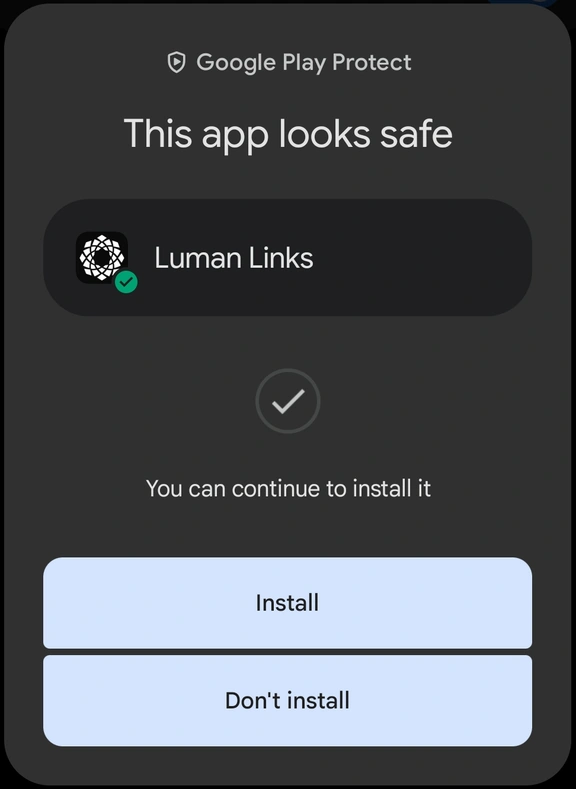 Google Play Protect
This app looks safe
Luman Links
You can continue to install it
Install
Don't install